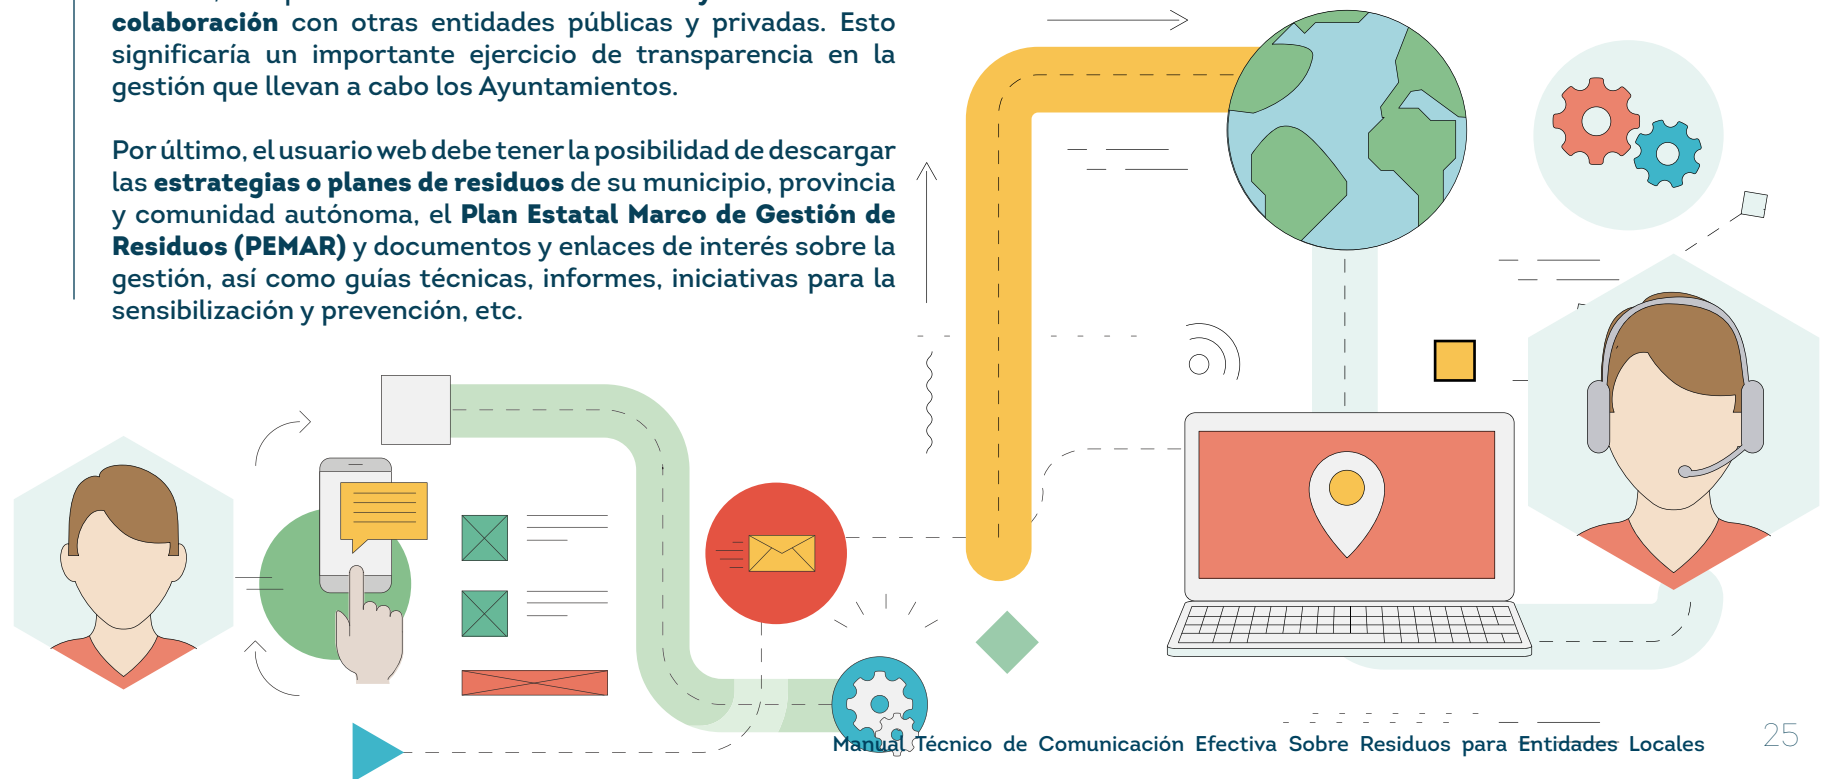 colaboración con otras entidades públicas y privadas. Esto
significaría un importante ejercicio de transparencia en la
gestión que llevan a cabo los Ayuntamientos.
Por último, el usuario web debe tener la posibilidad de descargar
las estrategias o planes de residuos de su municipio, provincia
y comunidad autónoma, el Plan Estatal Marco de Gestión de
Residuos (PEMAR) y documentos y enlaces de interés sobre la
gestión, así como guías técnicas, informes, iniciativas para la
sensibilización y prevención, etc.
Manual Técnico de Comunicación Efectiva Sobre Residuos para Entidades Locales
25